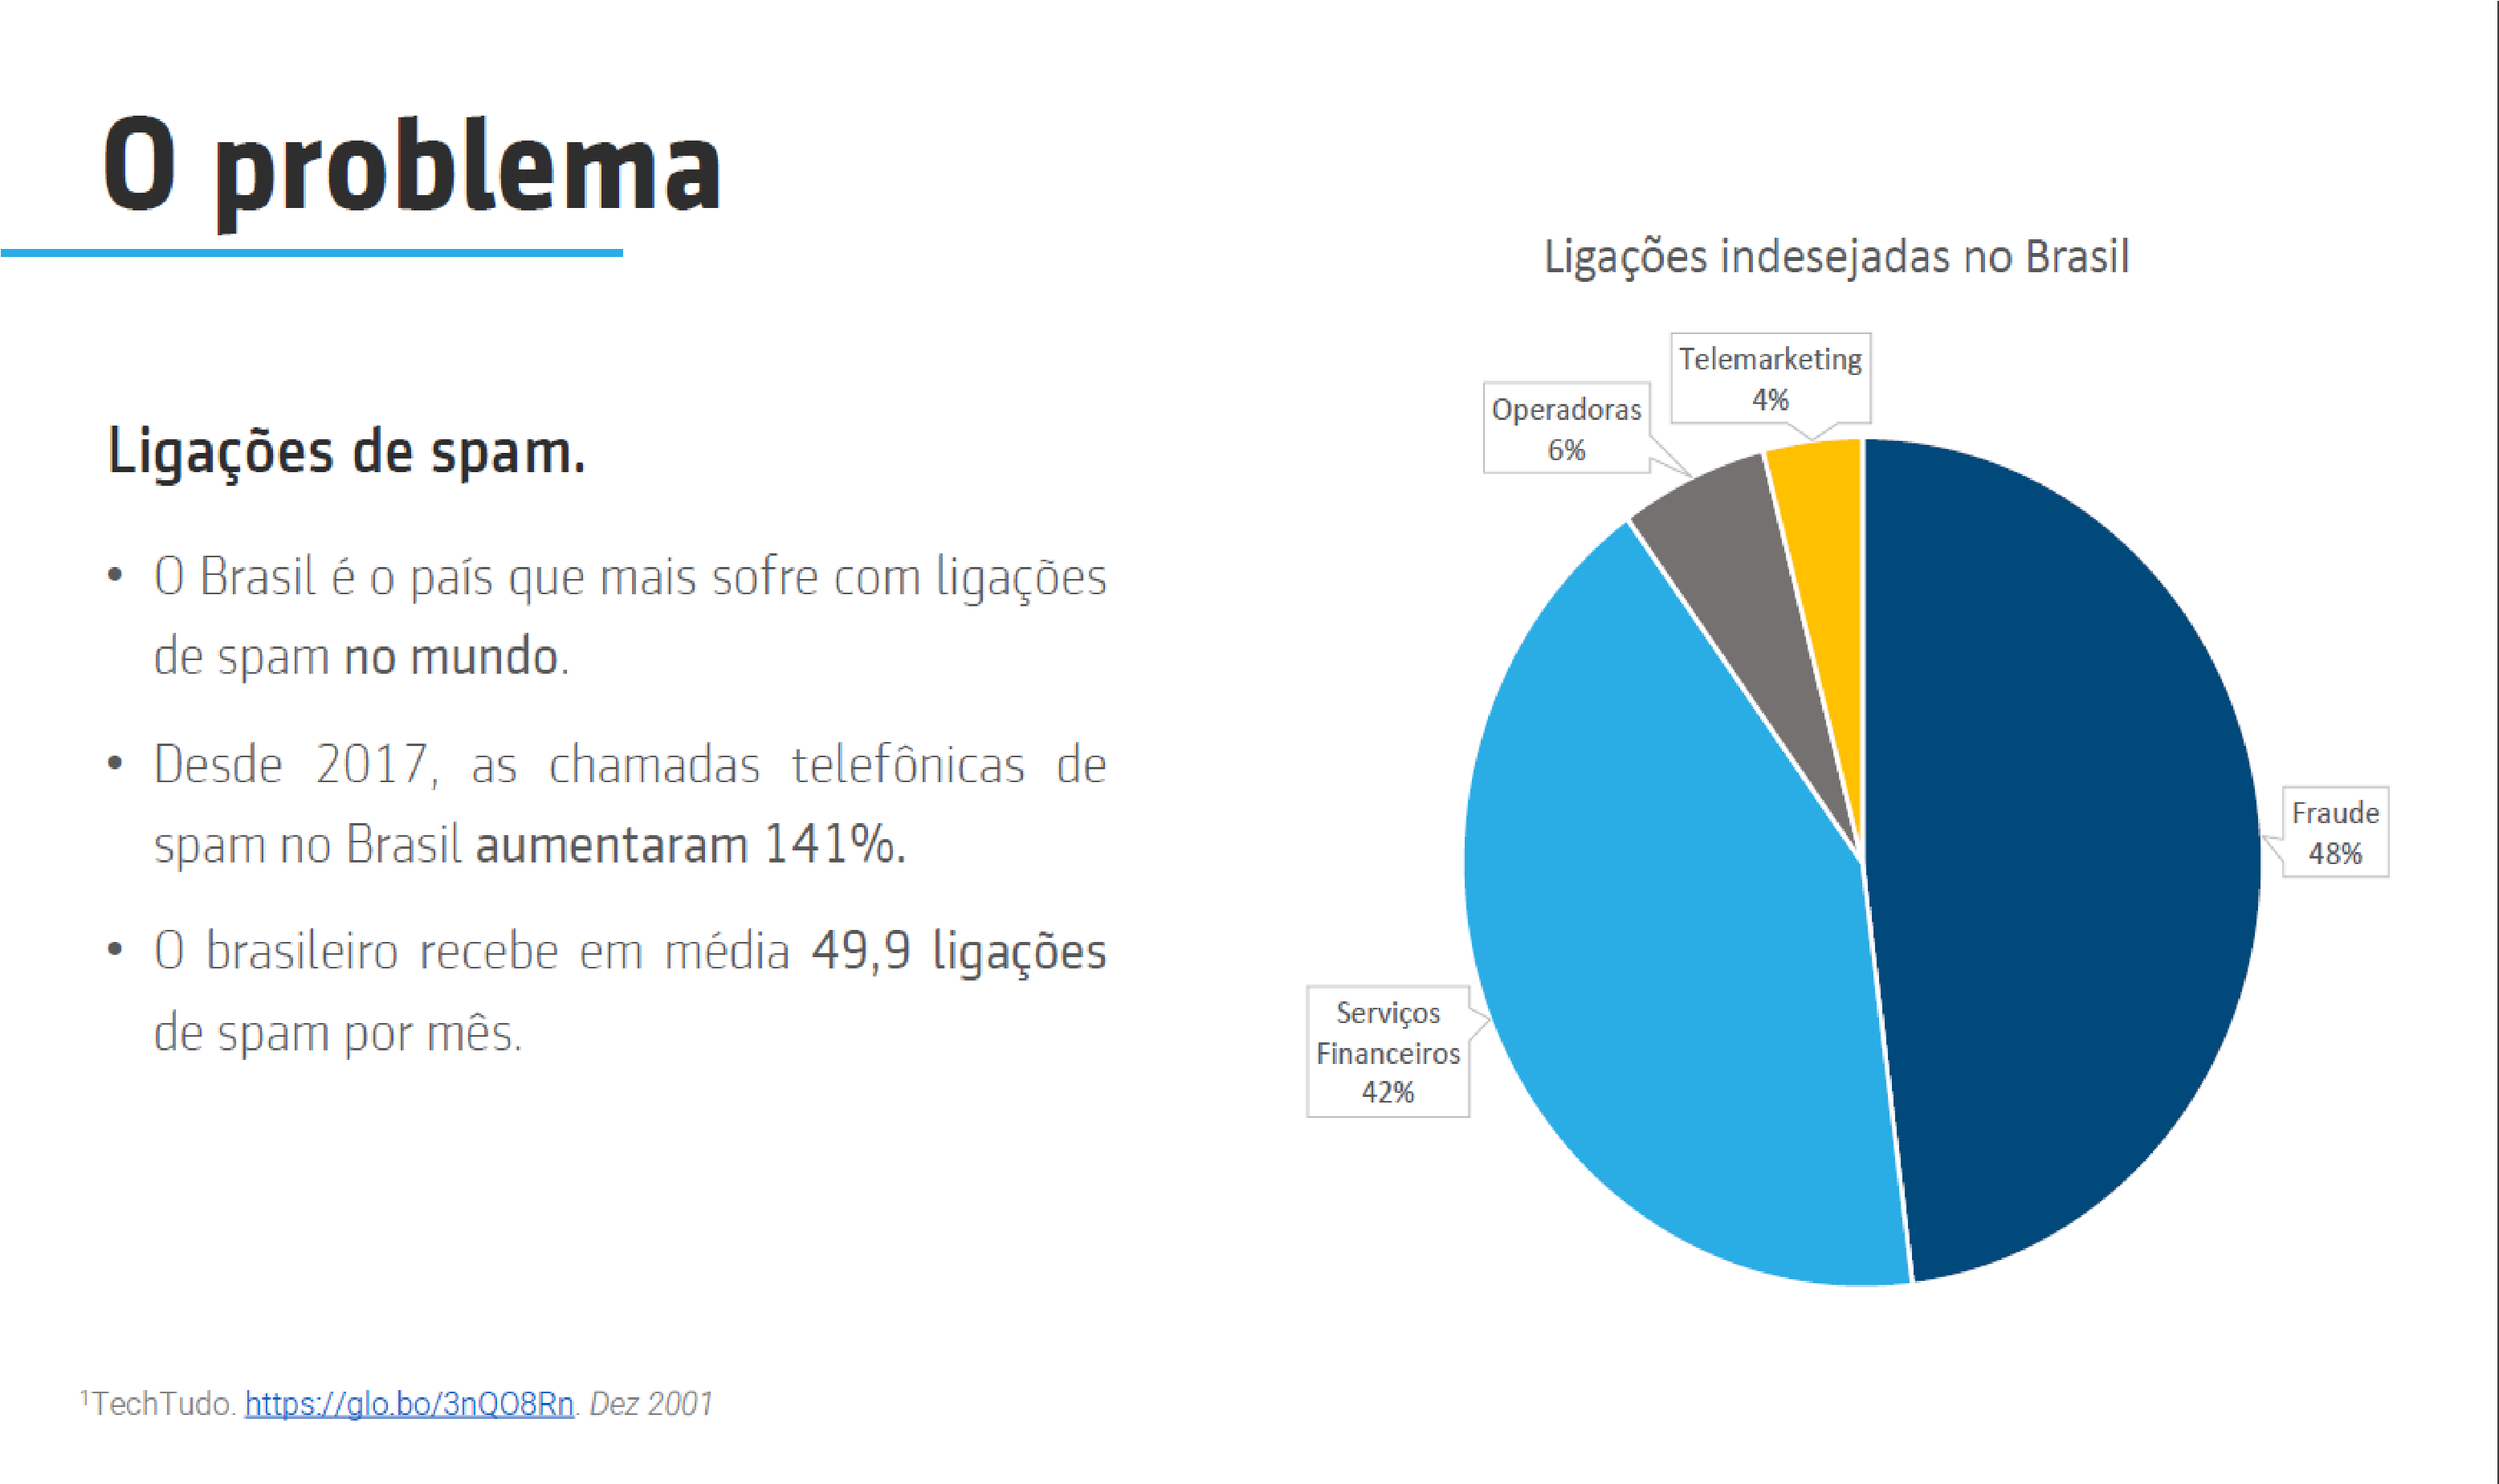 O problema
Ligações de spam.
• O Brasil é o país que mais sofre com ligações
de spam no mundo.
• Desde 2017, as chamadas telefônicas de
spam no Brasil aumentaram 141%.
• O brasileiro recebe em média 49,9 ligações
de spam por mês.
Ligações indesejadas no Brasil
Telemarketing
4%
Operadoras
6%
Fraude
48%
Serviços
Financeiros
42%
¹TechTudo. https://glo.bo/3nQO8Rn. Dez 2001